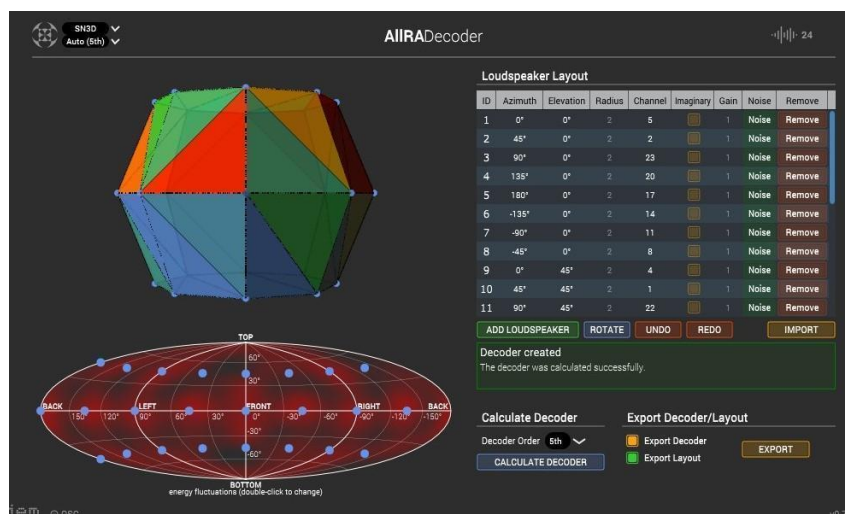 SN3D
Auto (5th)
AllRADecoder
24
Loudspeaker Layout
ID Azimuth Elevation Radius Channel Imaginary Gain Noise Remove
1 0° 0° 2 5 1 Noise Remove
2 45° 0° 2 2 1 Noise Remove
3 90° 0° 2 23 1 Noise Remove
4 135° 0° 2 20 1 Noise Remove
5 180° 0° 2 17 1 Noise Remove
6 -135° 0° 2 14 1 Noise Remove
7 -90° 0° 2 11 1 Noise Remove
8 -45° 0° 2 8 1 Noise Remove
9 0° 45° 2 4 1 Noise Remove
10 45° 45° 2 1 1 Noise Remove
11 90° 45° 2 22 1 Noise Remove
ADD LOUDSPEAKER ROTATE UNDO REDO IMPORT
Decoder created
The decoder was calculated successfully.
TOP
60°
30°
BACK LEFT FRONT RIGHT BACK
150° 120° 90° 60° 30° 0° -30° -60° -90° -120° -150°
-30°
-60°
BOTTOM
energy fluctuations (double-click to change)
Calculate Decoder
Decoder Order 5th
CALCULATE DECODER
Export Decoder/Layout
Export Decoder
Export Layout
EXPORT